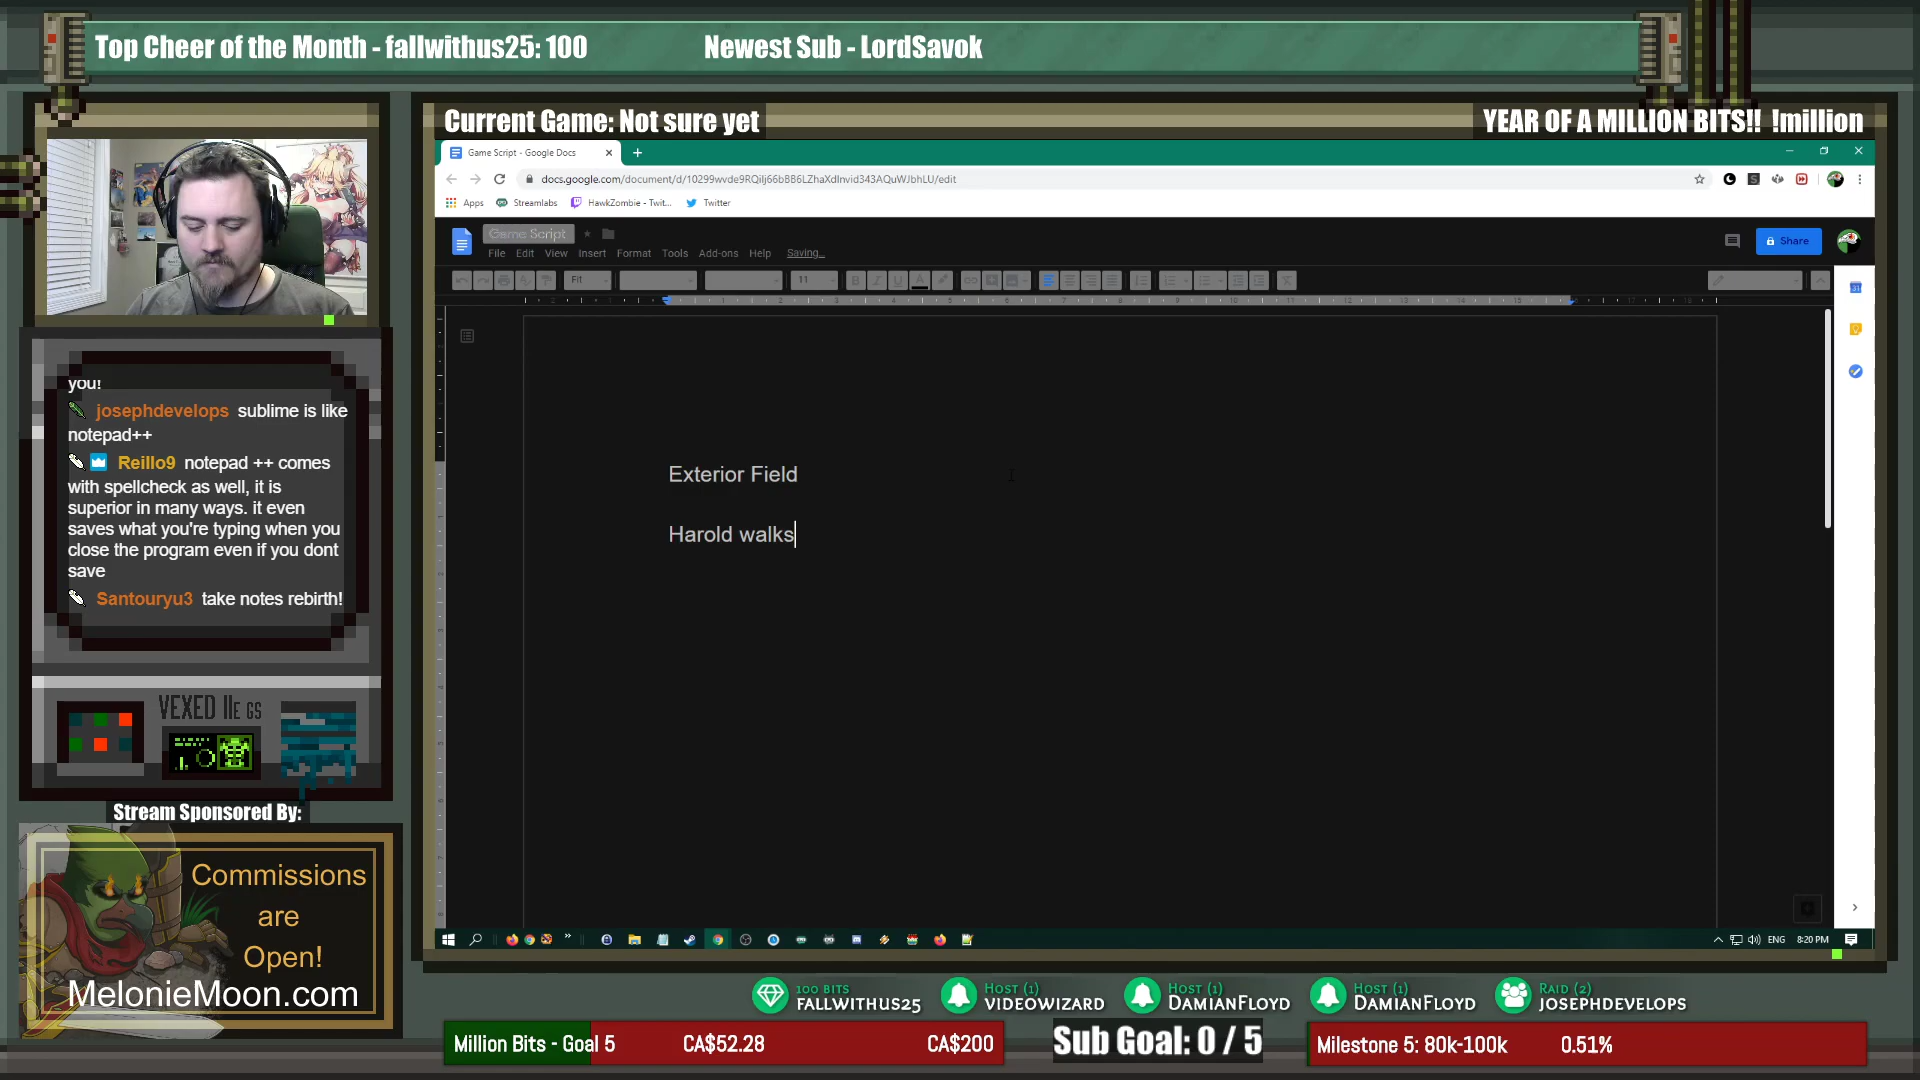 Top Cheer of the Month - fallwithus25: 100
Newest Sub - LordSavok
Current Game: Not sure yet
YEAR OF A MILLION BITS!! !million
Game Script - Google Docs
docs.google.com/document/d/10299wvde9RQiIj66bBB6LZhaXdInvid343AQuWJbhLU/edit
Apps
Streamlabs
HawkZombie - Twit...
Twitter
Game Script
File Edit View Insert Format Tools Add-ons Help Saving...
Share
Fit
11
Exterior Field
Harold walks
you!
josephdevelops sublime is like
notepad++
Reillo9 notepad ++ comes
with spellcheck as well, it is
superior in many ways. it even
saves what you're typing when you
close the program even if you dont
save
Santouryu3 take notes rebirth!
VEXED IIe GS
Stream Sponsored By:
Commissions
are
Open!
MelonieMoon.com
ENG
8:20 PM
100 BITS
FALLWITHUS25
HOST (1)
VIDEOWIZARD
HOST (1)
DAMIANFLOYD
HOST (1)
DAMIANFLOYD
RAID (2)
JOSEPHDEVELOPS
Million Bits - Goal 5
CA$52.28
CA$200
Sub Goal: 0 / 5
Milestone 5: 80k-100k
0.51%